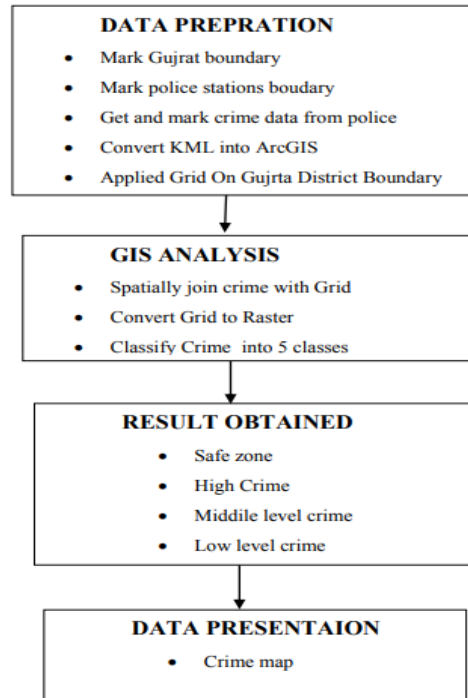 DATA PREPRATION
• Mark Gujrat boundary
• Mark police stations boudary
• Get and mark crime data from police
• Convert KML into ArcGIS
• Applied Grid On Gujrta District Boundary
GIS ANALYSIS
• Spatially join crime with Grid
• Convert Grid to Raster
• Classify Crime into 5 classes
RESULT OBTAINED
• Safe zone
• High Crime
• Middile level crime
• Low level crime
DATA PRESENTAION
• Crime map